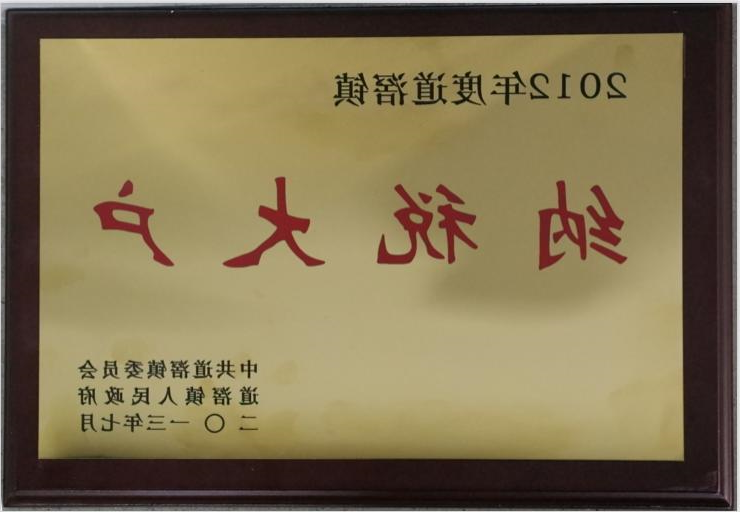 2012年度道滘镇
纳税大户
中共道滘镇委员会
道滘镇人民政府
二〇一三年七月